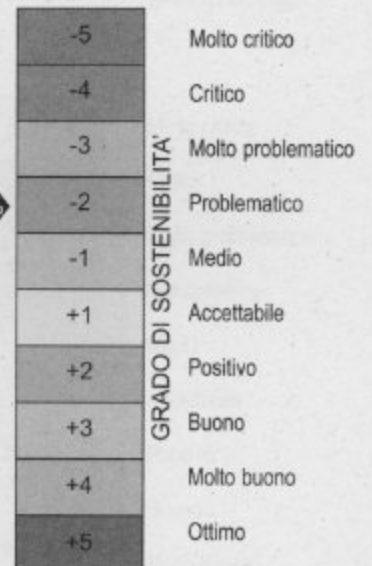 -5 Molto critico
-4 Critico
-3 Molto problematico
-2 Problematico
-1 Medio
+1 Accettabile
+2 Positivo
+3 Buono
+4 Molto buono
+5 Ottimo
GRADO DI SOSTENIBILITA'